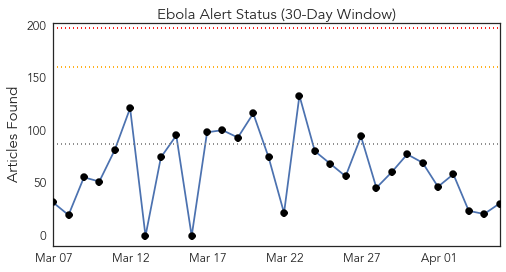 Ebola Alert Status (30-Day Window)
Articles Found
200
150
100
50
0
Mar 07 Mar 12 Mar 17 Mar 22 Mar 27 Apr 01